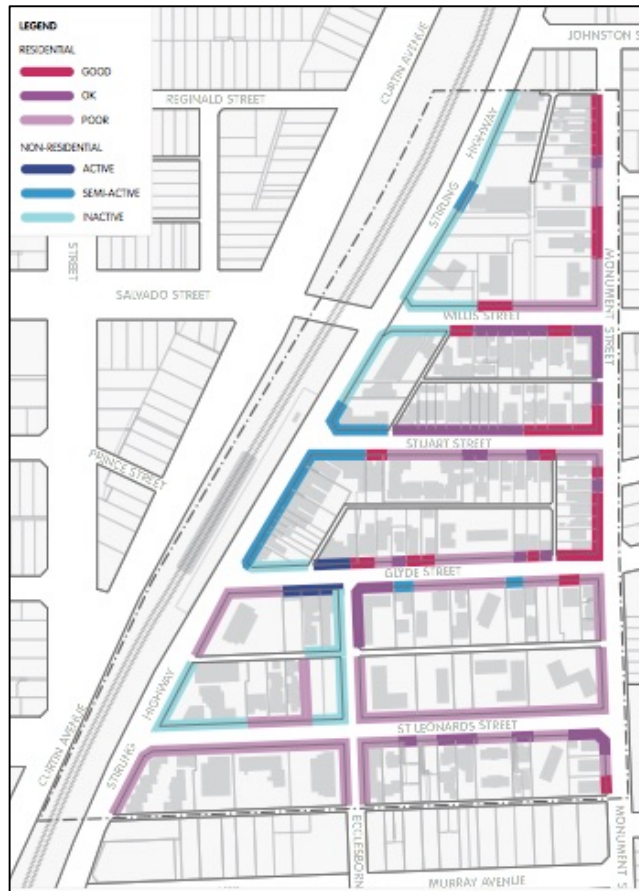 LEGEND
RESIDENTIAL
GOOD
OK
POOR
NON-RESIDENTIAL
ACTIVE
SEMI-ACTIVE
INACTIVE
JOHNSTON S
CURTIN AVENUE
REGINALD STREET
STIRLING HIGHWAY
STREET
SALVADO STREET
MONUMENT STREET
WILLIS STREET
STUART STREET
PRINCE STREET
GLYDE STREET
ST LEONARDS STREET
CURTIN AVENUE
STIRLING HIGHWAY
ECCLESBORN
MONUMENT S
MURRAY AVENUE